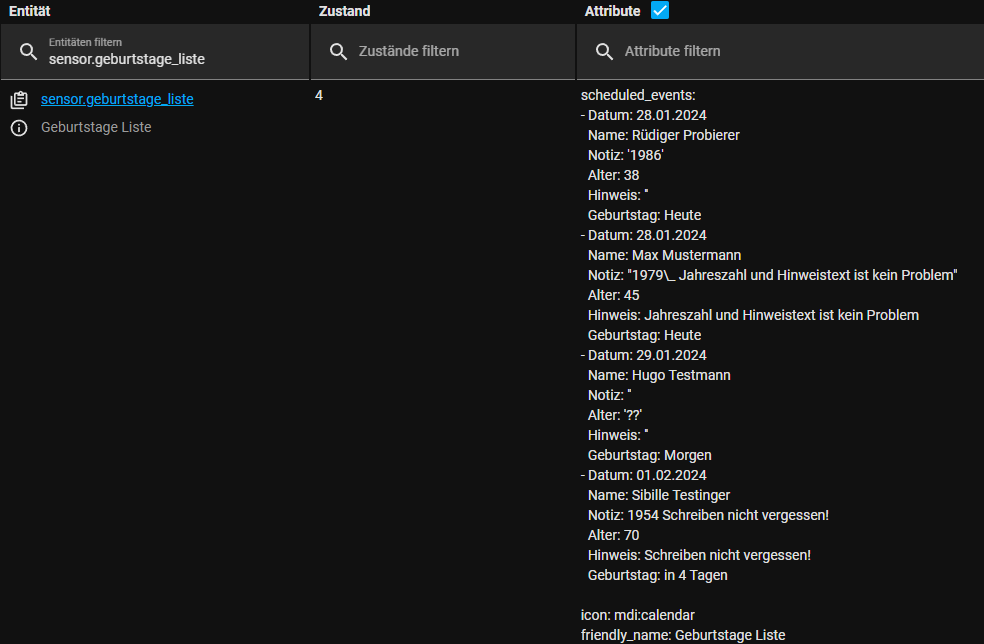 Entität Zustand Attribute
Entitäten filtern
sensor.geburtstage_liste Zustände filtern Attribute filtern
sensor.geburtstage_liste 4
Geburtstage Liste
scheduled_events:
- Datum: 28.01.2024
Name: Rüdiger Probierer
Notiz: '1986'
Alter: 38
Hinweis: ''
Geburtstag: Heute
- Datum: 28.01.2024
Name: Max Mustermann
Notiz: "1979\_ Jahreszahl und Hinweistext ist kein Problem"
Alter: 45
Hinweis: Jahreszahl und Hinweistext ist kein Problem
Geburtstag: Heute
- Datum: 29.01.2024
Name: Hugo Testmann
Notiz: ''
Alter: '??'
Hinweis: ''
Geburtstag: Morgen
- Datum: 01.02.2024
Name: Sibille Testinger
Notiz: 1954 Schreiben nicht vergessen!
Alter: 70
Hinweis: Schreiben nicht vergessen!
Geburtstag: in 4 Tagen
icon: mdi:calendar
friendly_name: Geburtstage Liste